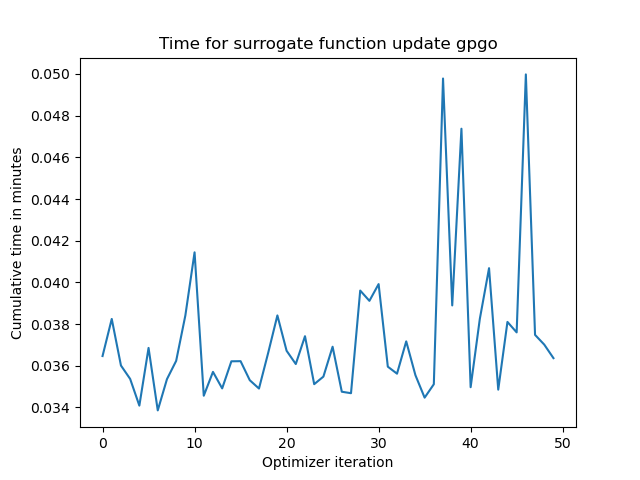 Time for surrogate function update gpgo
Cumulative time in minutes
0.050
0.048
0.046
0.044
0.042
0.040
0.038
0.036
0.034
0 10 20 30 40 50
Optimizer iteration